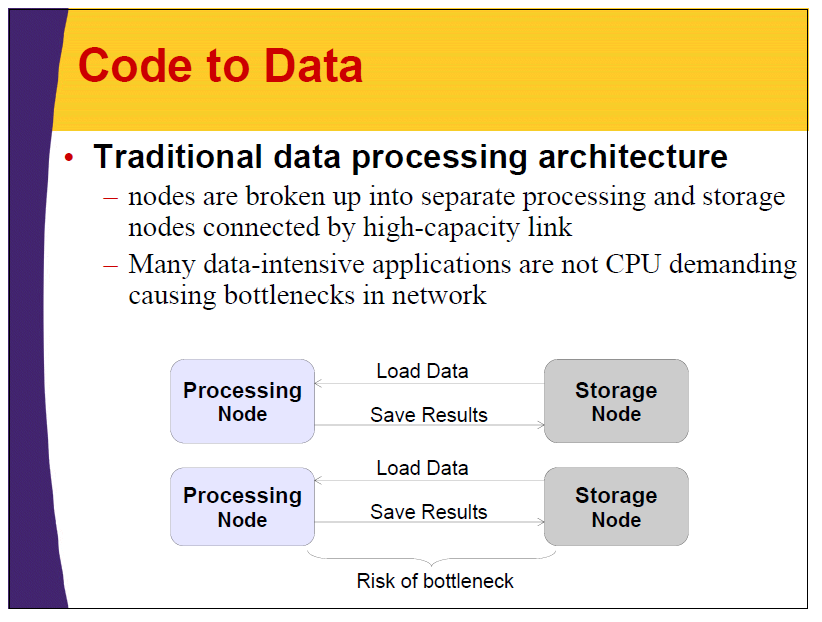 Code to Data
• Traditional data processing architecture
– nodes are broken up into separate processing and storage
nodes connected by high-capacity link
– Many data-intensive applications are not CPU demanding
causing bottlenecks in network
Processing
Node
Load Data
Save Results
Storage
Node
Processing
Node
Load Data
Save Results
Storage
Node
Risk of bottleneck